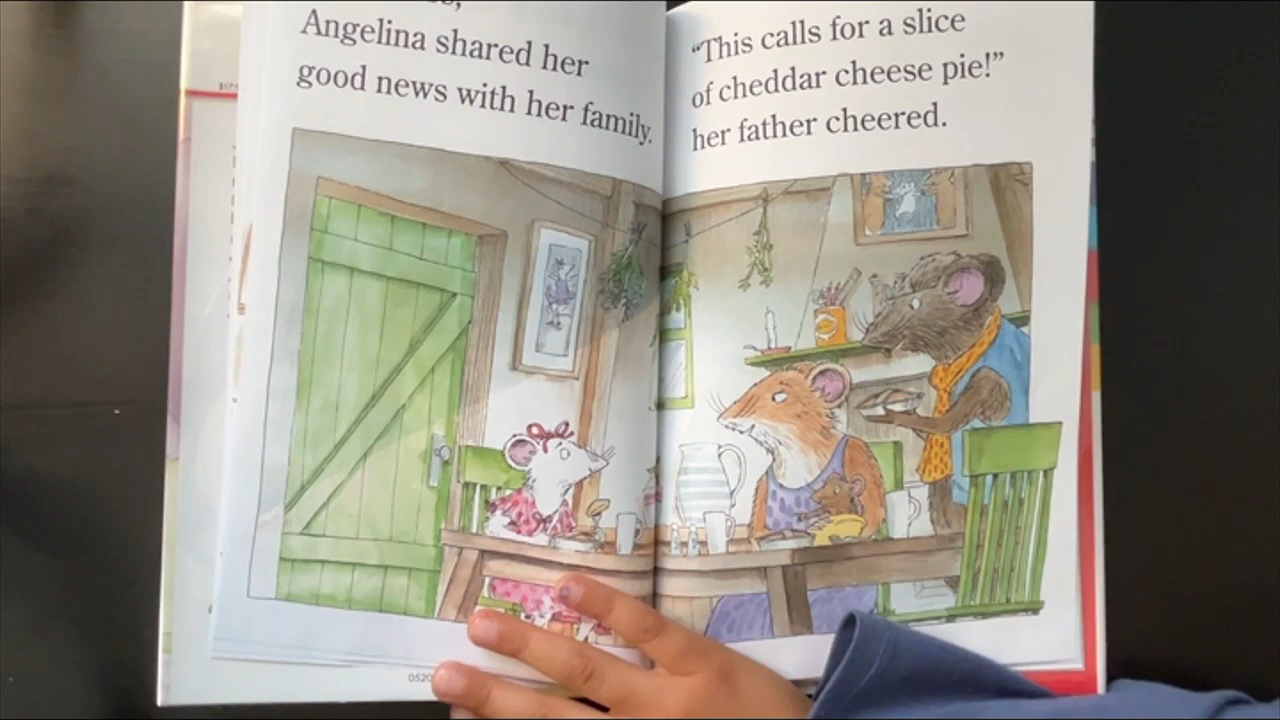 Angelina shared her
good news with her family.
“This calls for a slice
of cheddar cheese pie!”
her father cheered.
0520